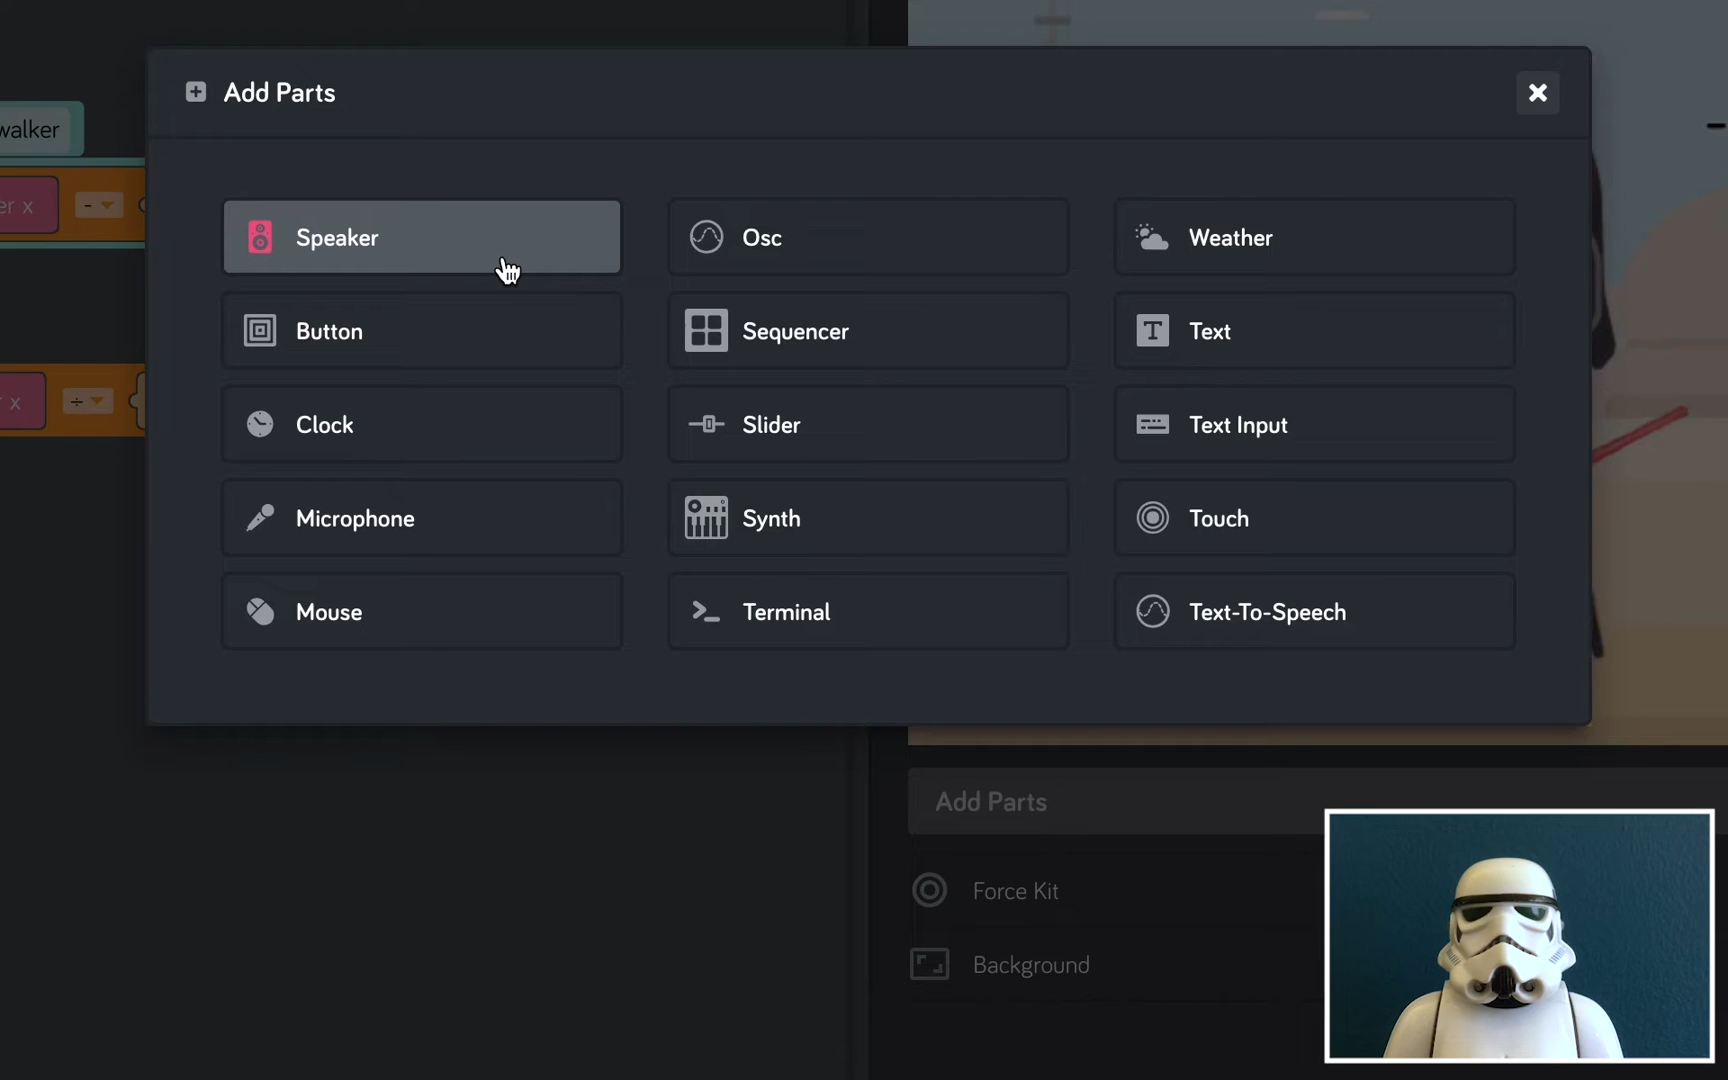 Add Parts
walker
er x -
r x ÷
Speaker Osc Weather
Button Sequencer Text
Clock Slider Text Input
Microphone Synth Touch
Mouse Terminal Text-To-Speech
Add Parts
Force Kit
Background